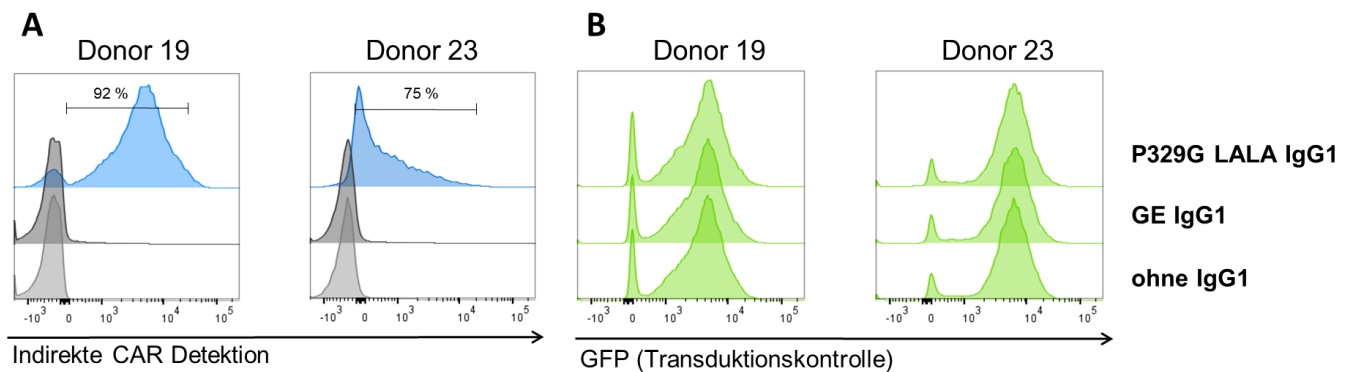 A
B
Donor 19
Donor 23
Donor 19
Donor 23
92 %
75 %
P329G LALA IgG1
GE IgG1
ohne IgG1
-10³ 0 10³ 10⁴ 10⁵
-10³ 0 10³ 10⁴ 10⁵
-10³ 0 10³ 10⁴ 10⁵
-10³ 0 10³ 10⁴ 10⁵
Indirekte CAR Detektion
GFP (Transduktionskontrolle)